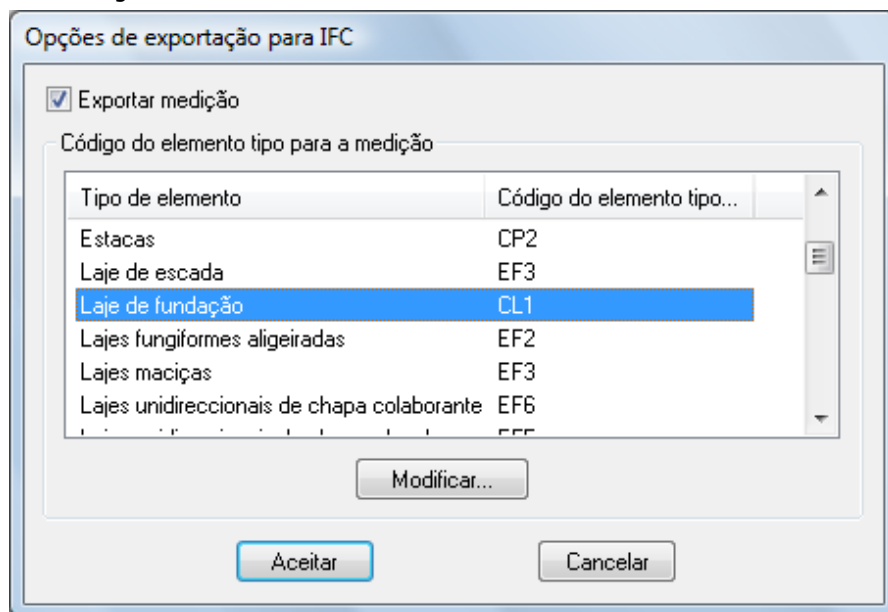 Opções de exportação para IFC
Exportar medição
Código do elemento tipo para a medição
Tipo de elemento Código do elemento tipo...
Estacas CP2
Laje de escada EF3
Laje de fundação CL1
Lajes fungiformes aligeiradas EF2
Lajes maciças EF3
Lajes unidireccionais de chapa colaborante EF6
Modificar...
Aceitar Cancelar